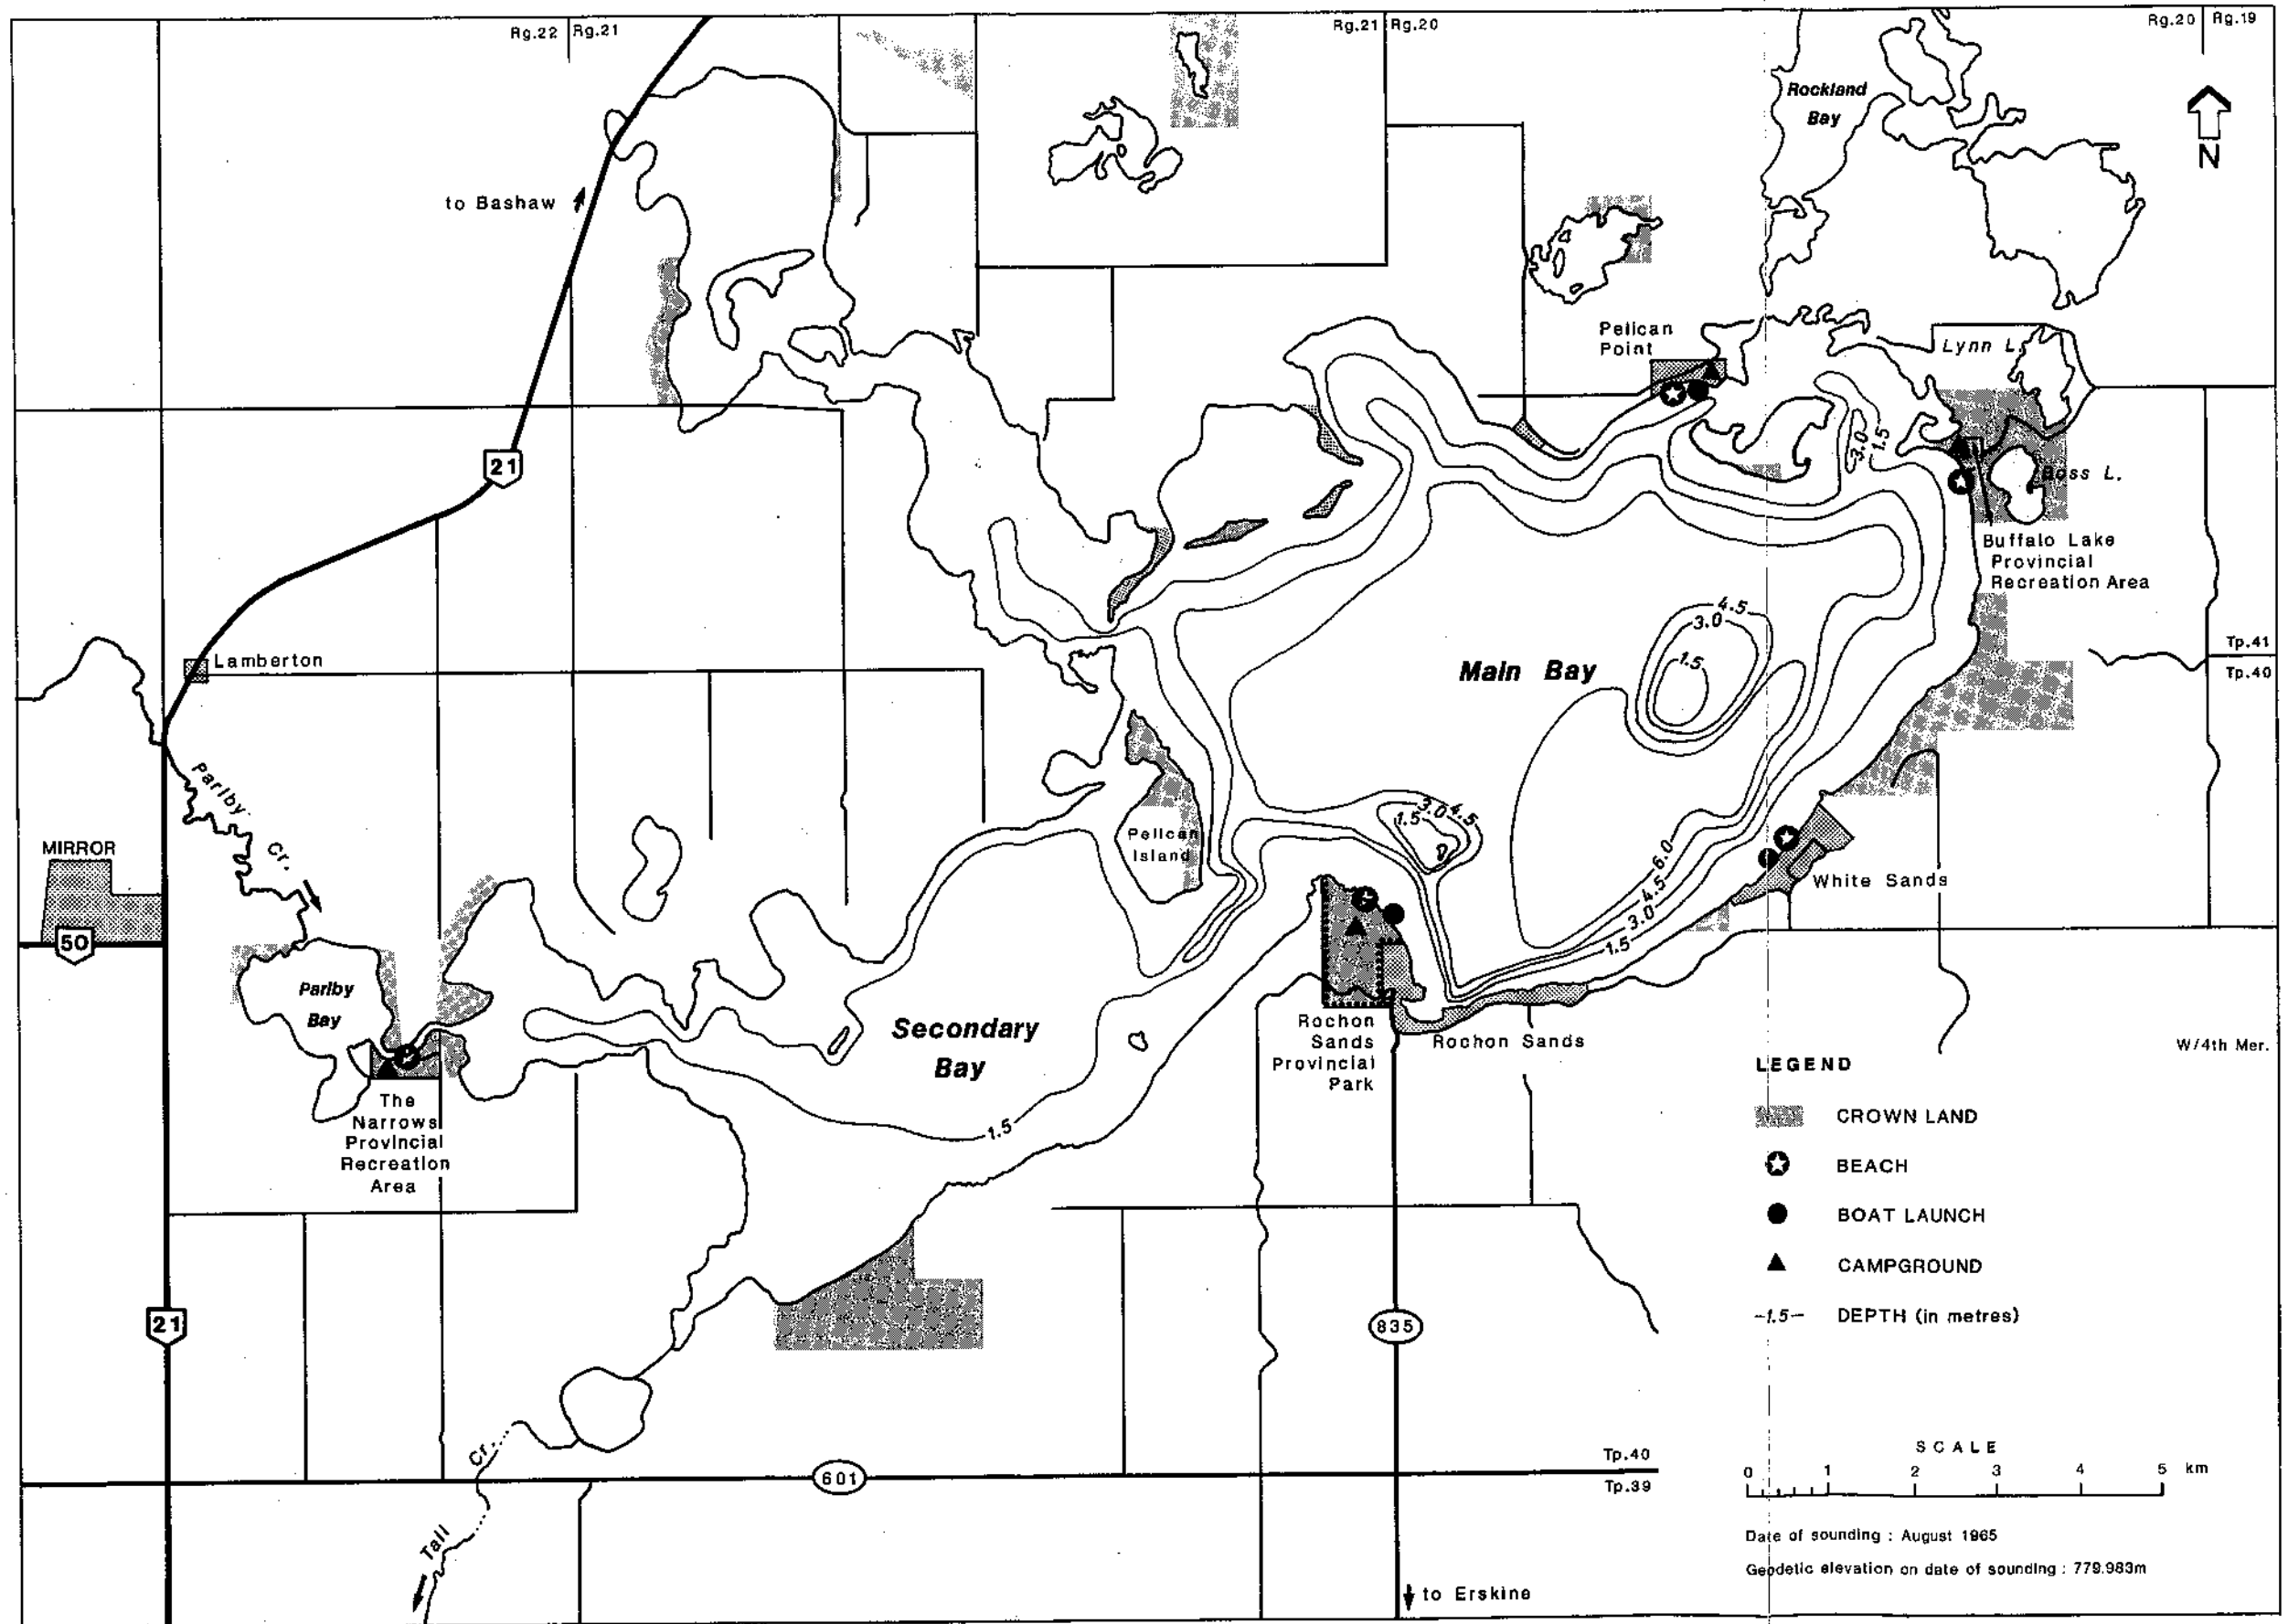 Rg.22 Rg.21
Rg.21 Rg.20
Rg.20 Rg.19
Rockland
Bay
N
to Bashaw
Pelican
Point
Lynn L.
3.0
1.5
21
Boss L.
Buffalo Lake
Provincial
Recreation Area
4.5
3.0
1.5
Tp.41
Tp.40
Lamberton
Main Bay
Parlby
Cr.
MIRROR
Pelican
Island
3.0
4.5
1.5
6.0
4.5
3.0
1.5
White Sands
50
Parlby
Bay
Secondary
Bay
Rochon
Sands
Provincial
Park
Rochon Sands
W/4th Mer.
The
Narrows
Provincial
Recreation
Area
1.5
LEGEND
CROWN LAND
BEACH
BOAT LAUNCH
CAMPGROUND
-1.5- DEPTH (in metres)
21
835
Cr.
Tail
601
Tp.40
Tp.39
SCALE
0 1 2 3 4 5 km
Date of sounding : August 1965
Geodetic elevation on date of sounding : 779.983m
to Erskine